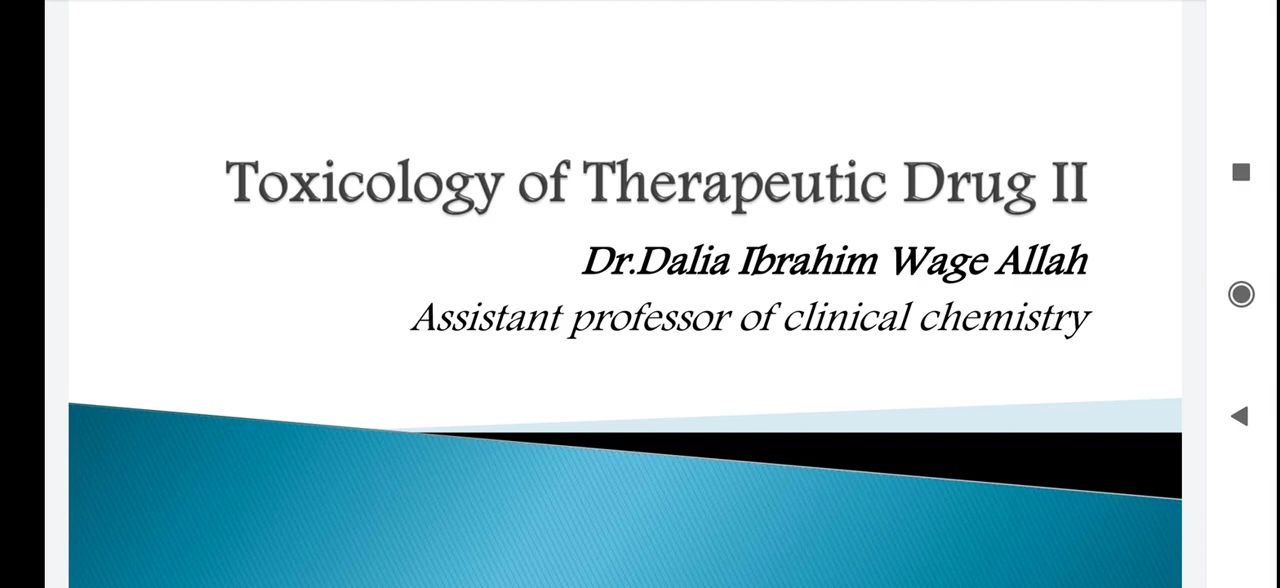 Toxicology of Therapeutic Drug II
Dr.Dalia Ibrahim Wage Allah
Assistant professor of clinical chemistry